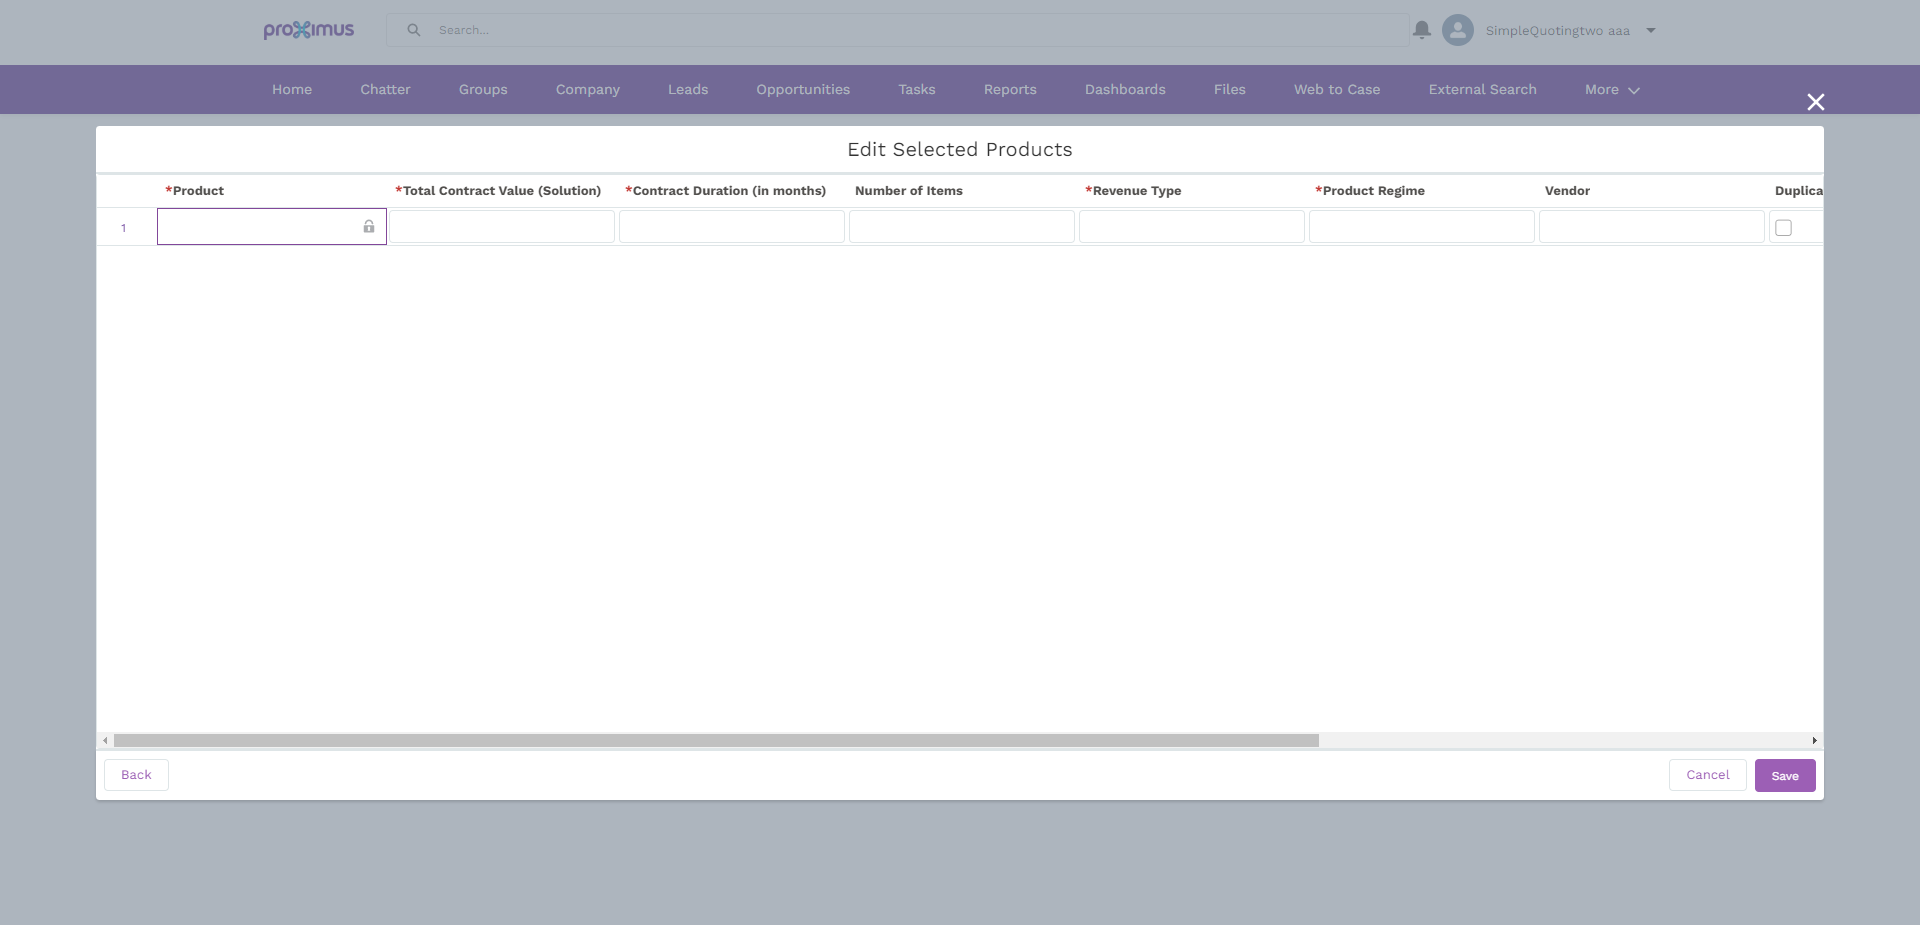 proximus
Search...
SimpleQuotingtwo aaa
Home Chatter Groups Company Leads Opportunities Tasks Reports Dashboards Files Web to Case External Search More
Edit Selected Products
*Product *Total Contract Value (Solution) *Contract Duration (in months) Number of Items *Revenue Type *Product Regime Vendor Duplica
1
Back Cancel Save